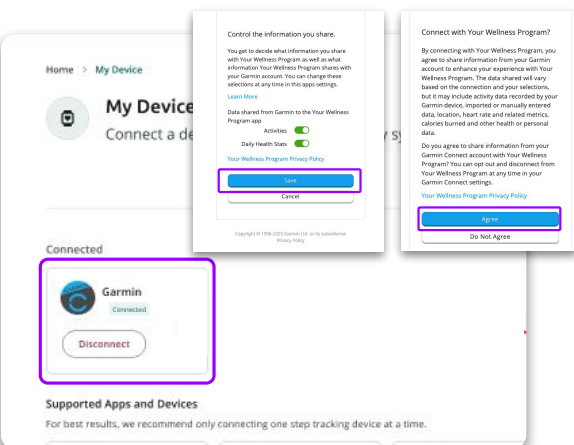 Home > My Device
My Device
Connect a de
y sy
Connected
Garmin
Connected
Disconnect
Supported Apps and Devices
For best results, we recommend only connecting one step tracking device at a time.
Control the information you share.
You get to decide what information you share
with Your Wellness Program as well as what
information Your Wellness Program shares with
your Garmin account. You can change these
selections at any time in this apps settings.
Learn More
Data shared from Garmin to the Your Wellness
Program app
Activities
Daily Health Stats
Your Wellness Program Privacy Policy
Save
Cancel
Copyright © 1996-2023 Garmin Ltd. or its subsidiaries
Privacy Policy
Connect with Your Wellness Program?
By connecting with Your Wellness Program, you
agree to share information from your Garmin
account to enhance your experience with Your
Wellness Program. The data shared will vary
based on the connection and your selections,
but it may include activity data recorded by your
Garmin device, imported or manually entered
data, location, heart rate and related metrics,
calories burned and other health or personal
data.
Do you agree to share information from your
Garmin Connect account with Your Wellness
Program? You can opt out and disconnect from
Your Wellness Program at any time in your
Garmin Connect settings.
Your Wellness Program Privacy Policy
Agree
Do Not Agree